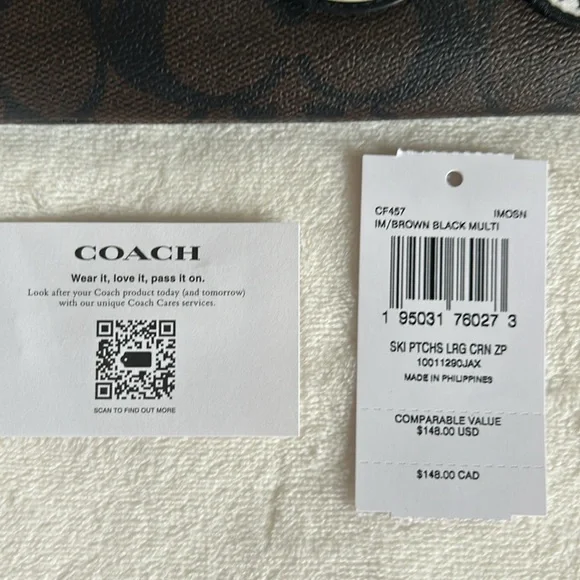 COACH
Wear it, love it, pass it on.
Look after your Coach product today (and tomorrow)
with our unique Coach Cares services.
SCAN TO FIND OUT MORE
CF457 IMOSN
IM/BROWN BLACK MULTI
1 95031 76027 3
SKI PTCHS LRG CRN ZP
10011290JAX
MADE IN PHILIPPINES
COMPARABLE VALUE
$148.00 USD
$148.00 CAD